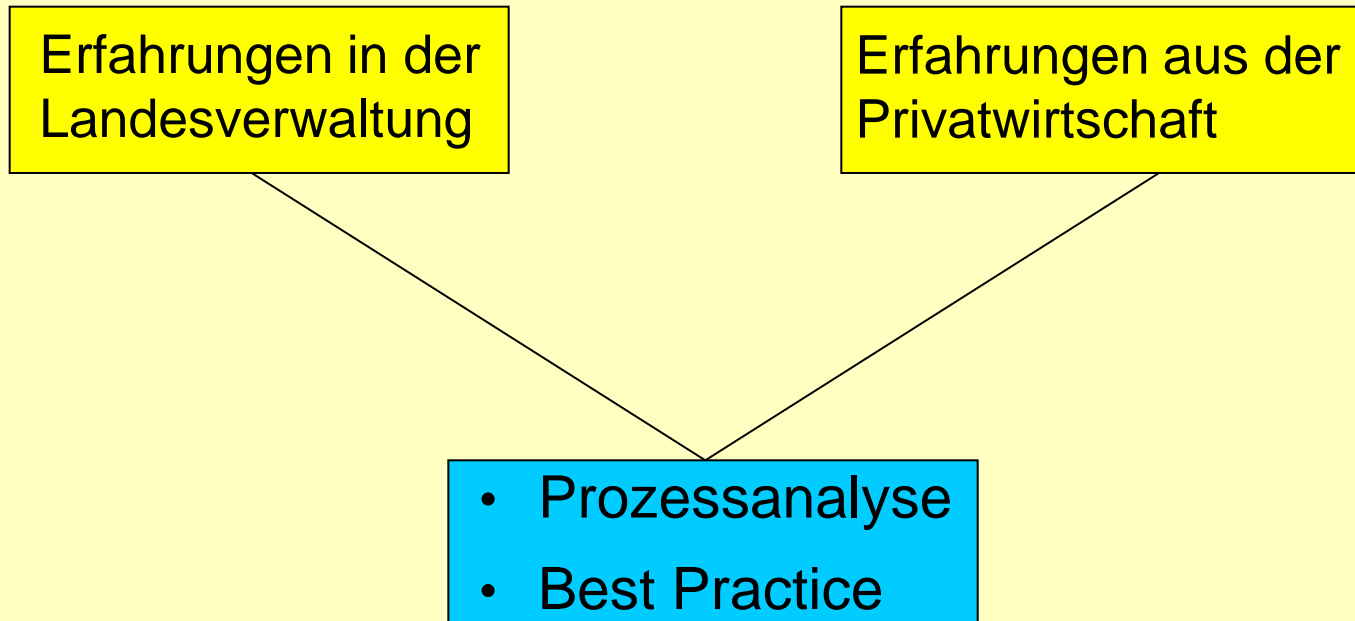 Erfahrungen in der
Landesverwaltung
Erfahrungen aus der
Privatwirtschaft
• Prozessanalyse
• Best Practice